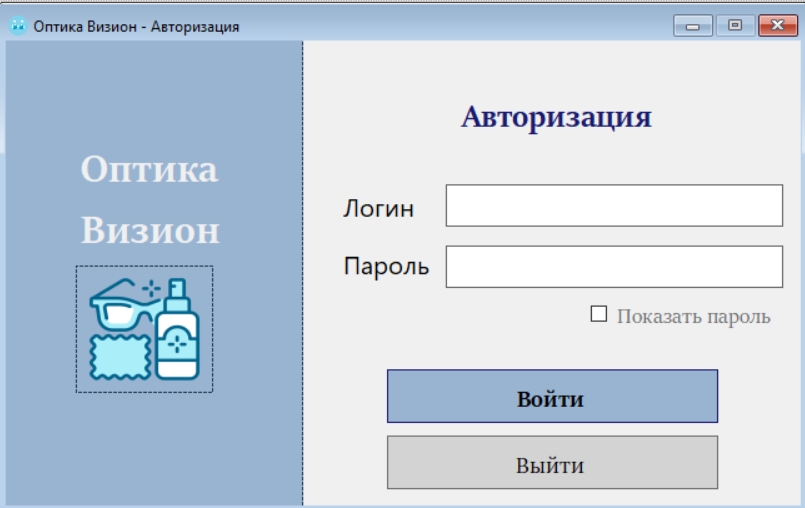 Оптика Визион - Авторизация
Оптика
Визион
Авторизация
Логин
Пароль
Показать пароль
Войти
Выйти